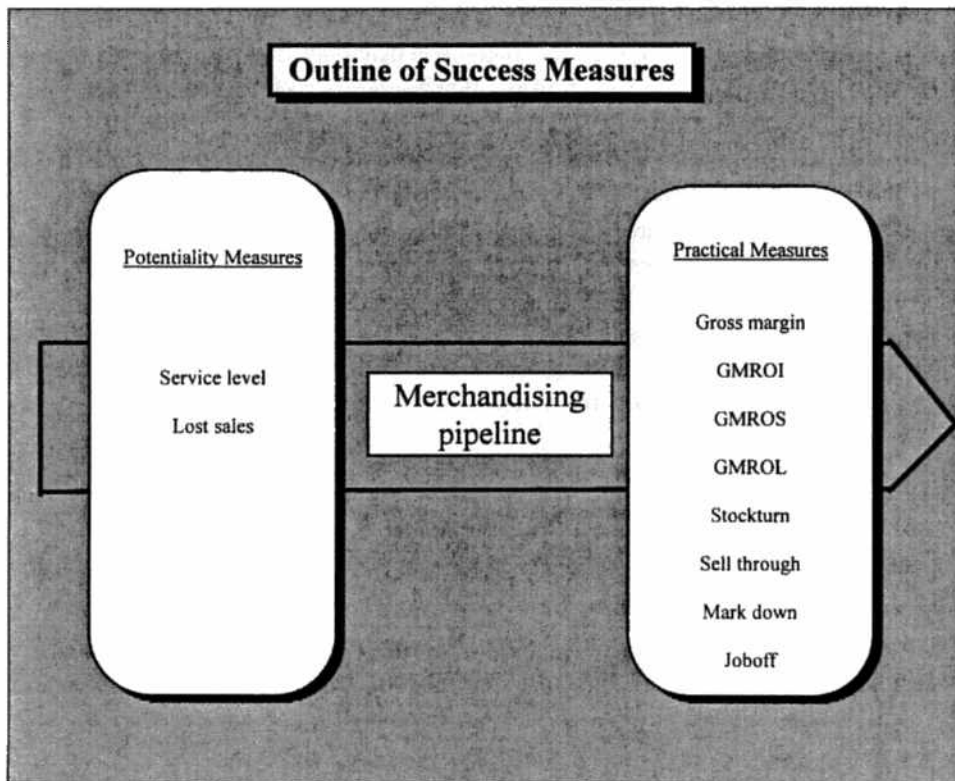 Outline of Success Measures
Potentiality Measures
Service level
Lost sales
Merchandising
pipeline
Practical Measures
Gross margin
GMROI
GMROS
GMROL
Stockturn
Sell through
Mark down
Joboff